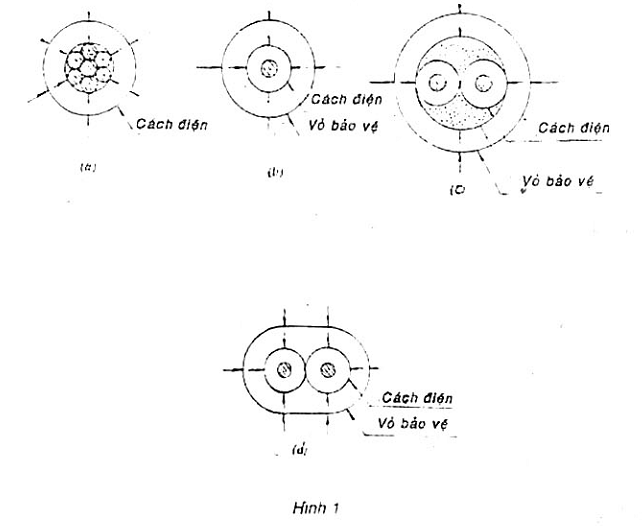 Cách điện
(a)
Cách điện
Vỏ bảo vệ
(b)
Cách điện
Vỏ bảo vệ
(c)
Cách điện
Vỏ bảo vệ
(d)
Hình 1